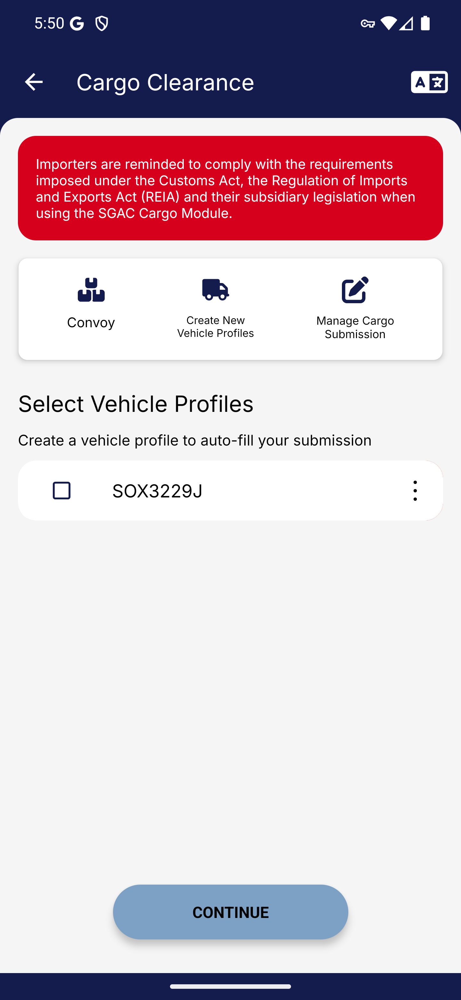 5:50
Cargo Clearance
A 文
Importers are reminded to comply with the requirements
imposed under the Customs Act, the Regulation of Imports
and Exports Act (REIA) and their subsidiary legislation when
using the SGAC Cargo Module.
Convoy
Create New
Vehicle Profiles
Manage Cargo
Submission
Select Vehicle Profiles
Create a vehicle profile to auto-fill your submission
SOX3229J
CONTINUE